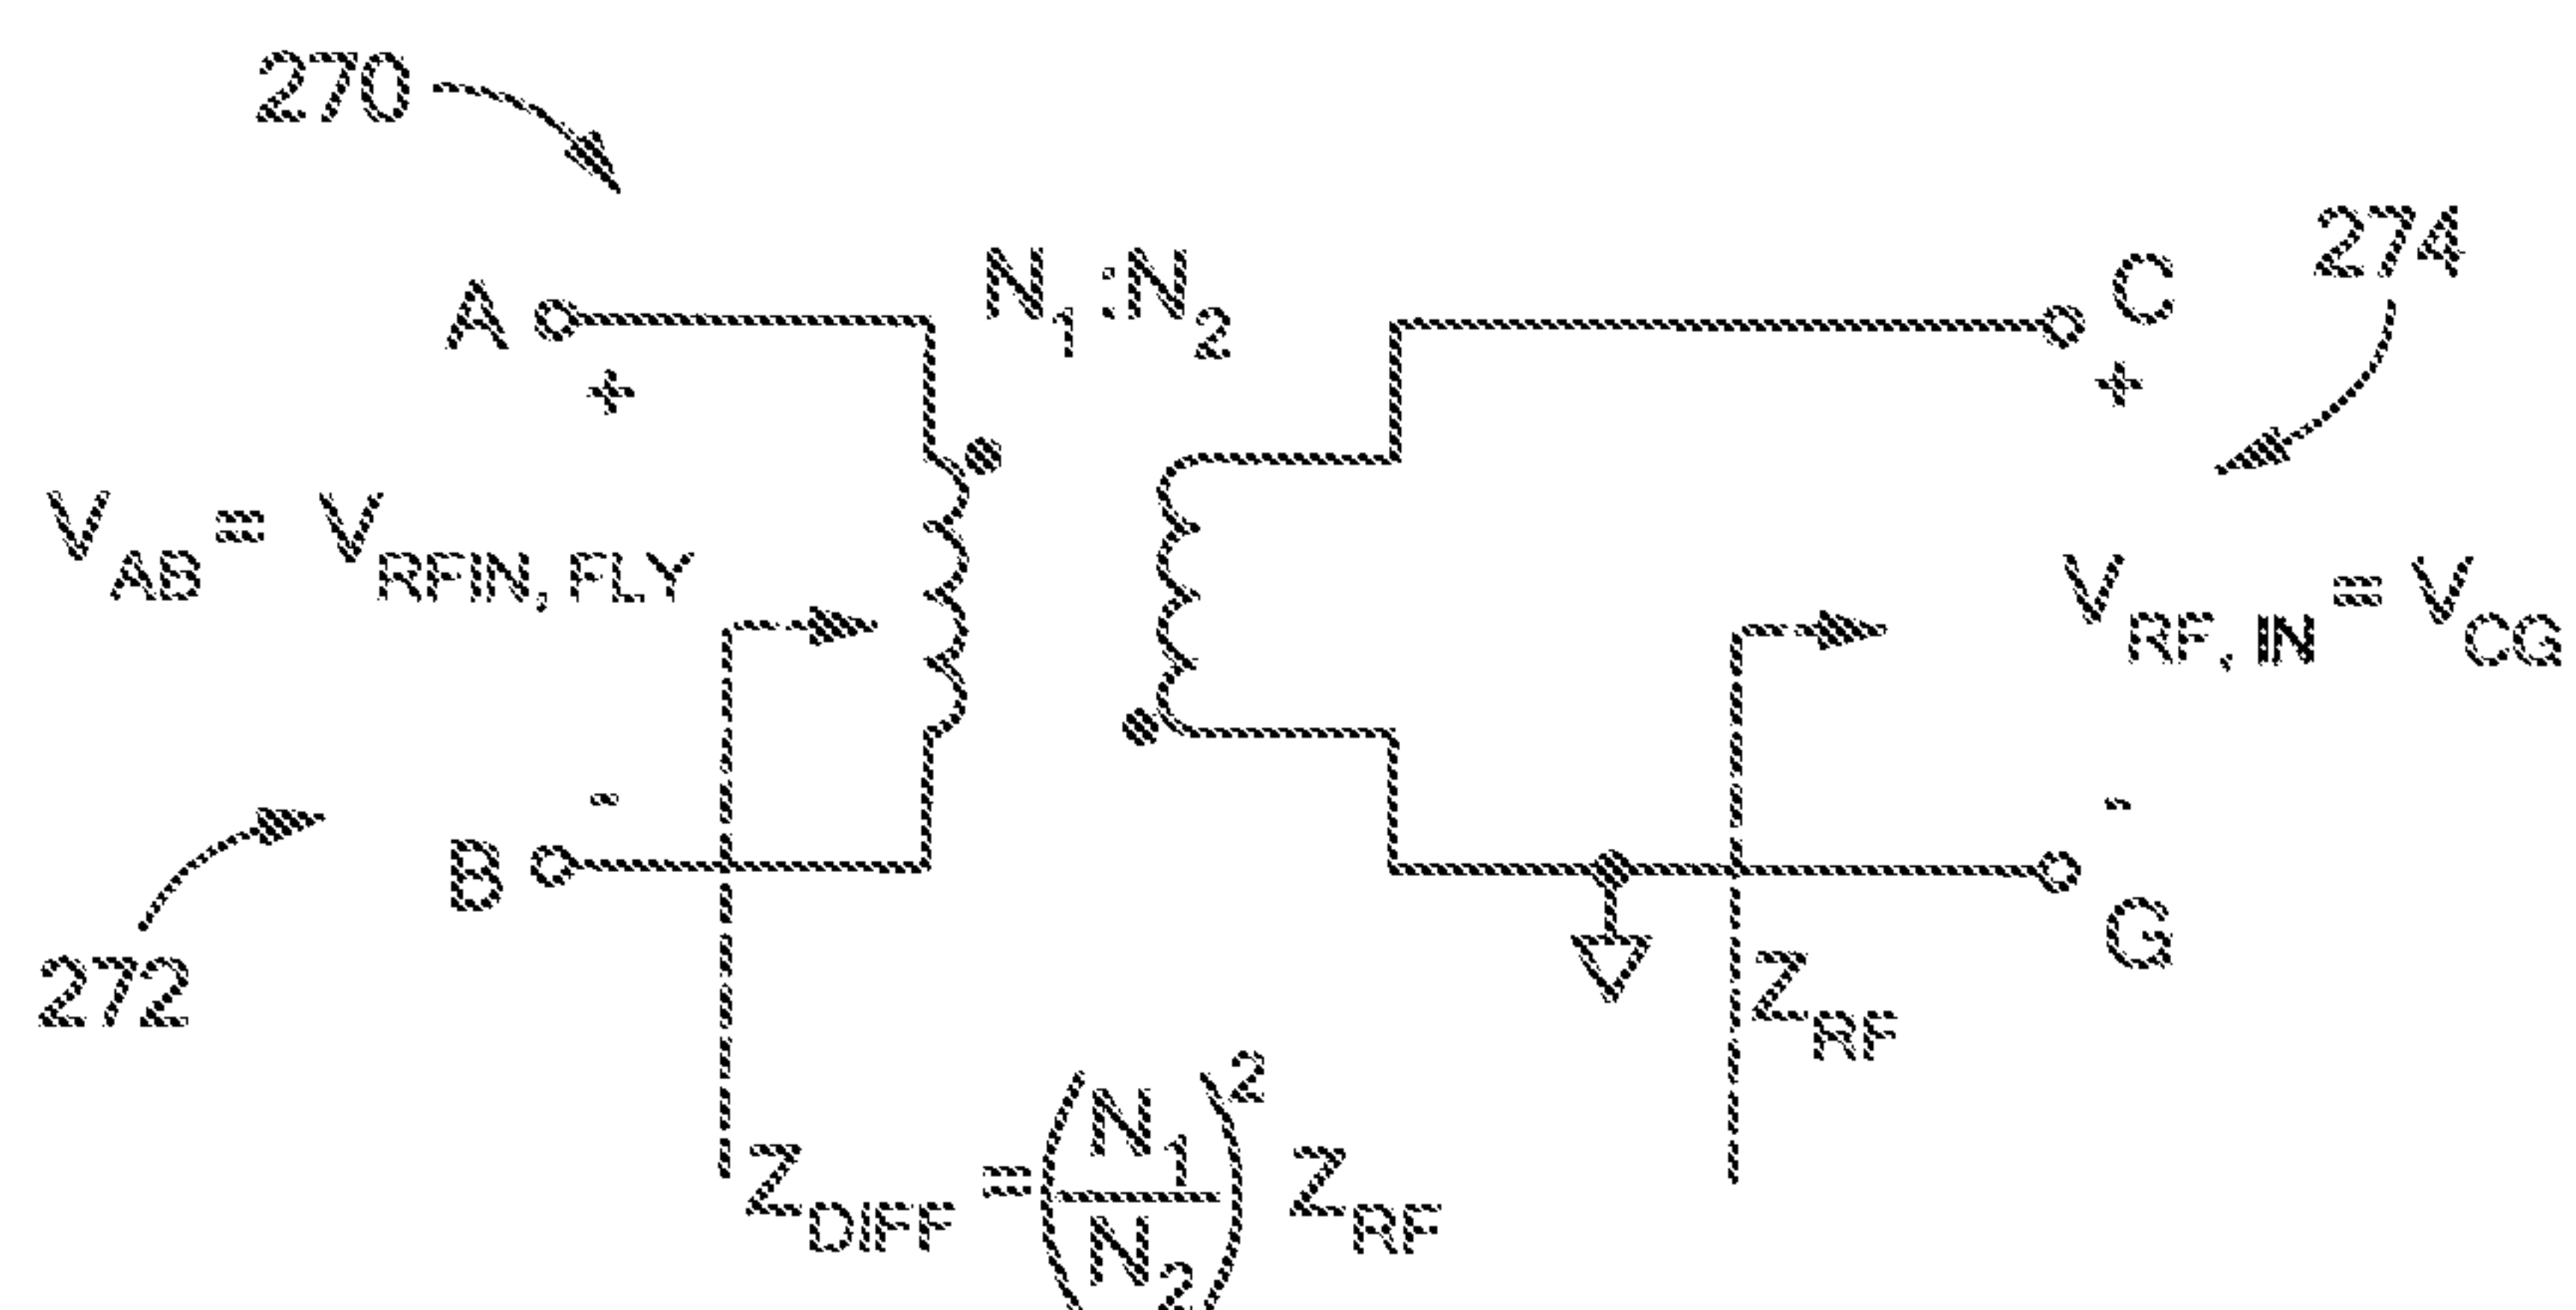 270
274
N1:N2
A
C
+
+
VAB = VRFIN, FLY
VRF, IN = VCG
-
-
B
G
272
ZRF
ZDIFF = (N1/N2)2 ZRF